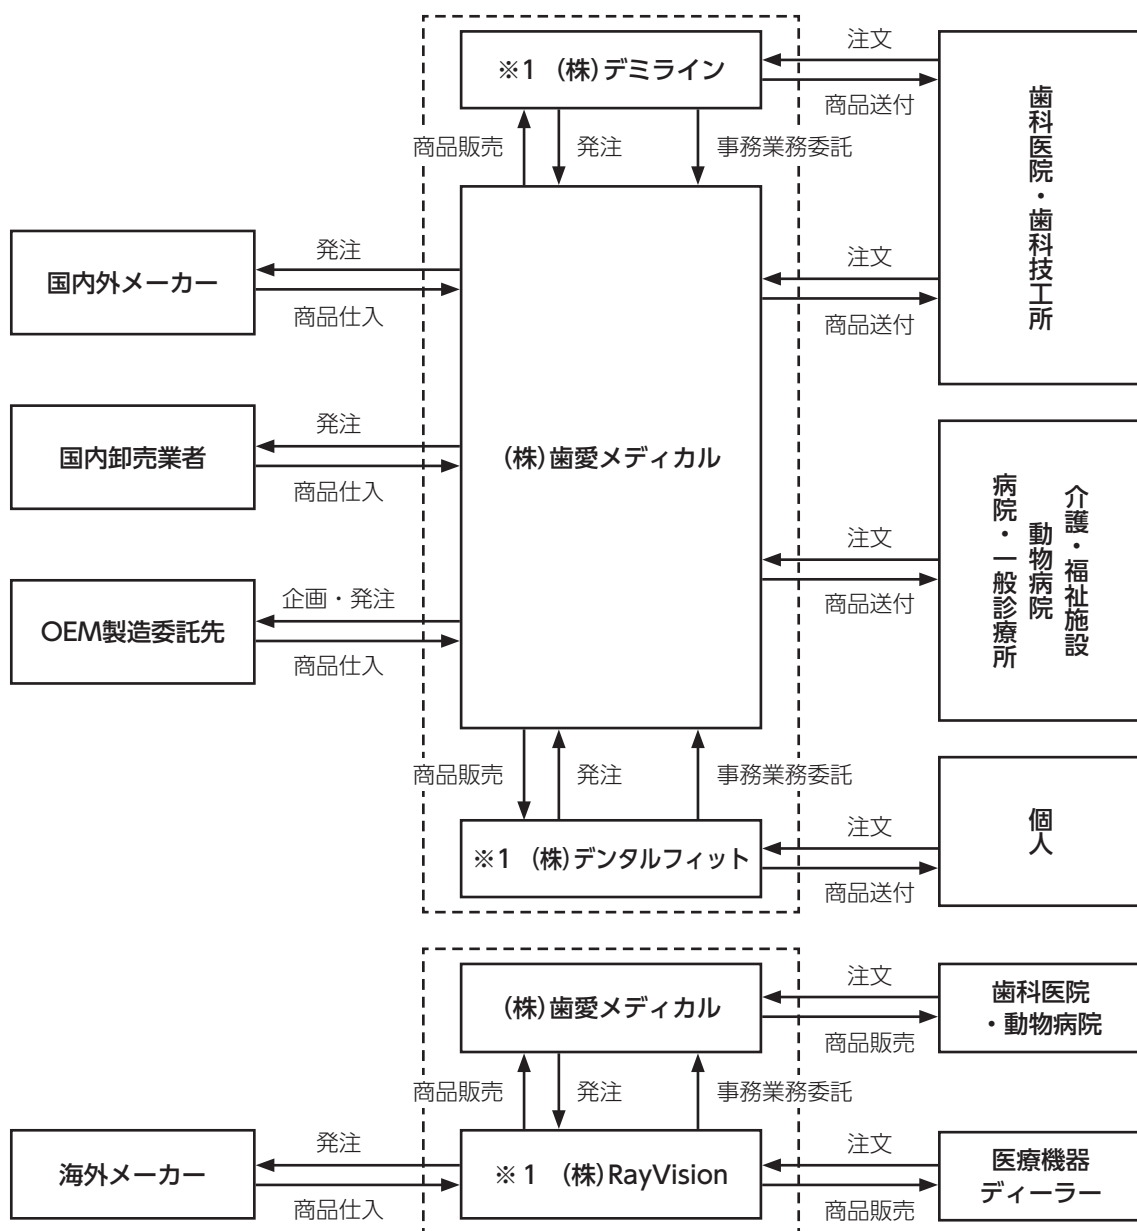 ※1 (株)デミライン
注文
商品送付
歯科医院・歯科技工所
商品販売
発注
事務業務委託
国内外メーカー
発注
商品仕入
注文
商品送付
国内卸売業者
発注
商品仕入
(株)歯愛メディカル
OEM製造委託先
企画・発注
商品仕入
注文
商品送付
介護・福祉施設
動物病院
病院・一般診療所
商品販売
発注
事務業務委託
※1 (株)デンタルフィット
注文
商品送付
個人
(株)歯愛メディカル
注文
商品販売
歯科医院
・動物病院
商品販売
発注
事務業務委託
海外メーカー
発注
商品仕入
※1 (株)RayVision
注文
商品販売
医療機器
ディーラー